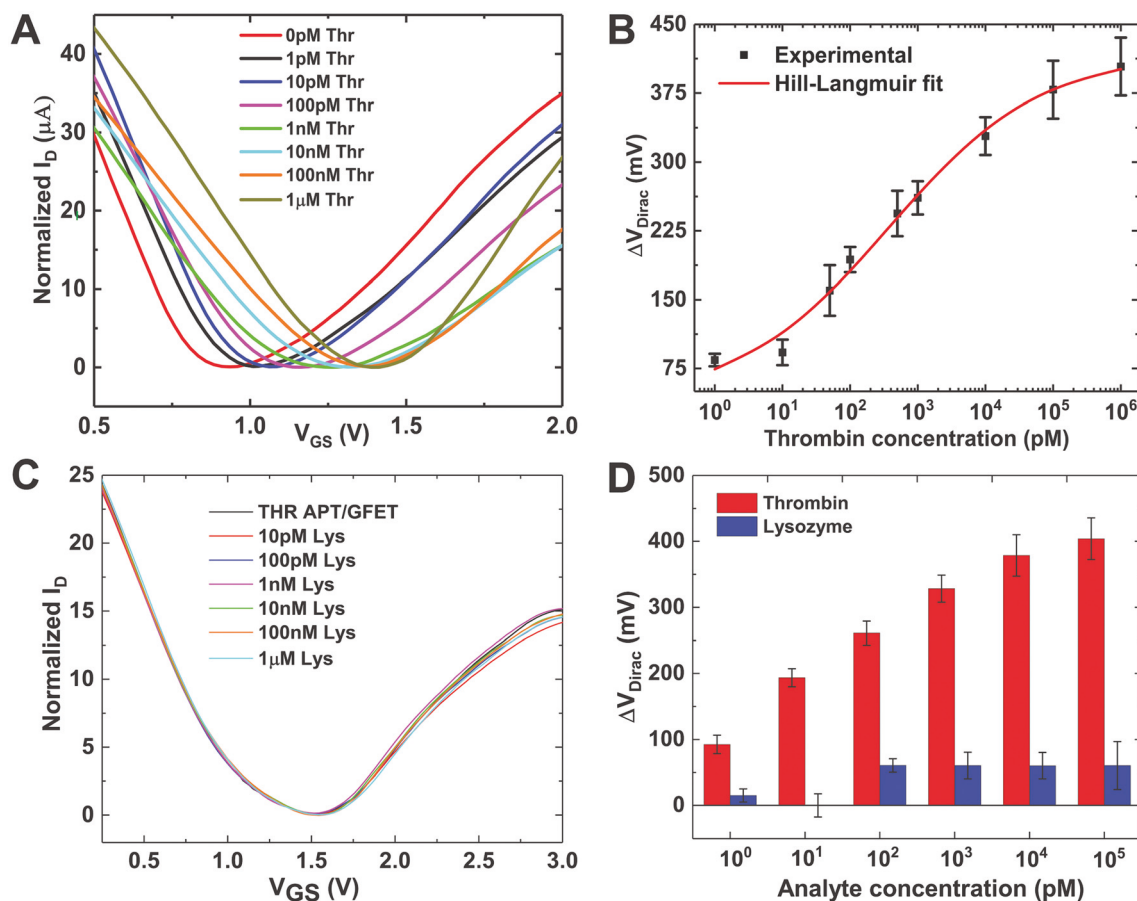 A
0pM Thr
1pM Thr
10pM Thr
100pM Thr
1nM Thr
10nM Thr
100nM Thr
1μM Thr
Normalized I_D (μA)
40
30
20
10
0
0.5 1.0 1.5 2.0
V_GS (V)
B
Experimental
Hill-Langmuir fit
ΔV_Dirac (mV)
450
375
300
225
150
75
10^0 10^1 10^2 10^3 10^4 10^5 10^6
Thrombin concentration (pM)
C
THR APT/GFET
10pM Lys
100pM Lys
1nM Lys
10nM Lys
100nM Lys
1μM Lys
Normalized I_D
25
20
15
10
5
0
0.5 1.0 1.5 2.0 2.5 3.0
V_GS (V)
D
Thrombin
Lysozyme
ΔV_Dirac (mV)
500
400
300
200
100
0
10^0 10^1 10^2 10^3 10^4 10^5
Analyte concentration (pM)